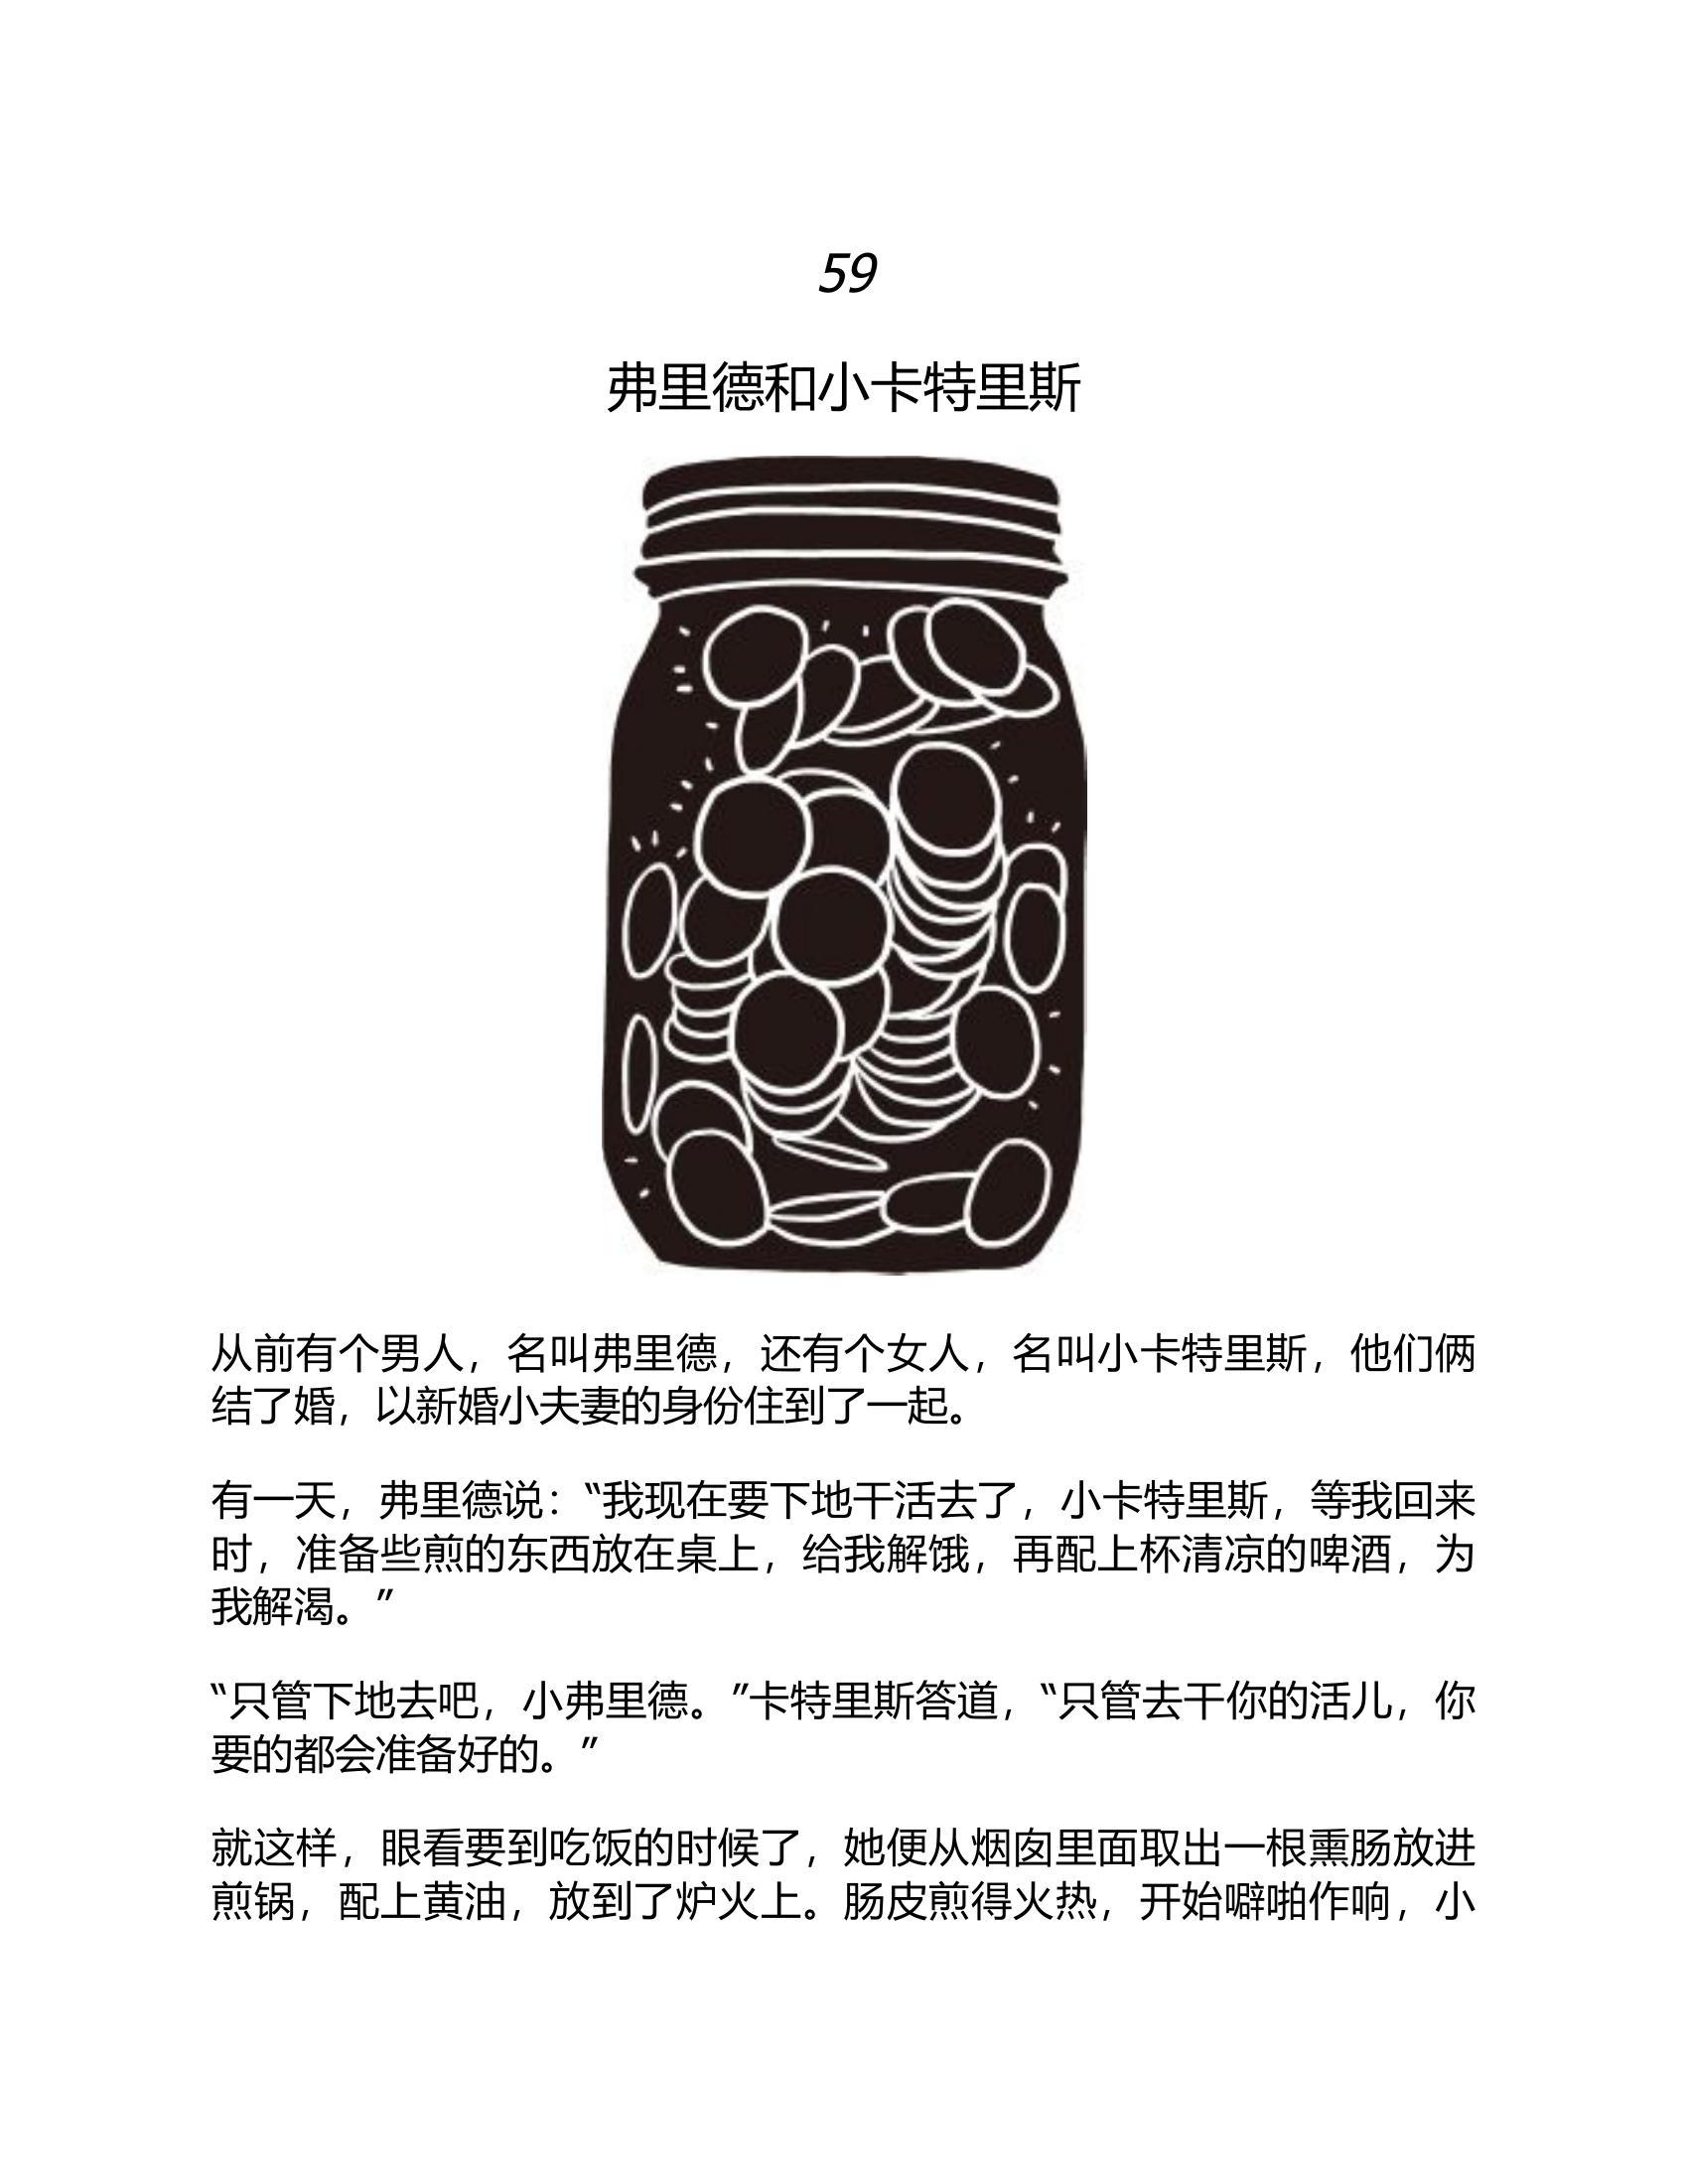 59
弗里德和小卡特里斯
从前有个男人，名叫弗里德，还有个女人，名叫小卡特里斯，他们俩
结了婚，以新婚小夫妻的身份住到了一起。
有一天，弗里德说：“我现在要下地干活去了，小卡特里斯，等我回来
时，准备些煎的东西放在桌上，给我解饿，再配上杯清凉的啤酒，为
我解渴。”
“只管下地去吧，小弗里德。”卡特里斯答道，“只管去干你的活儿，你
要的都会准备好的。”
就这样，眼看要到吃饭的时候了，她便从烟囱里面取出一根熏肠放进
煎锅，配上黄油，放到了炉火上。肠皮煎得火热，开始噼啪作响，小